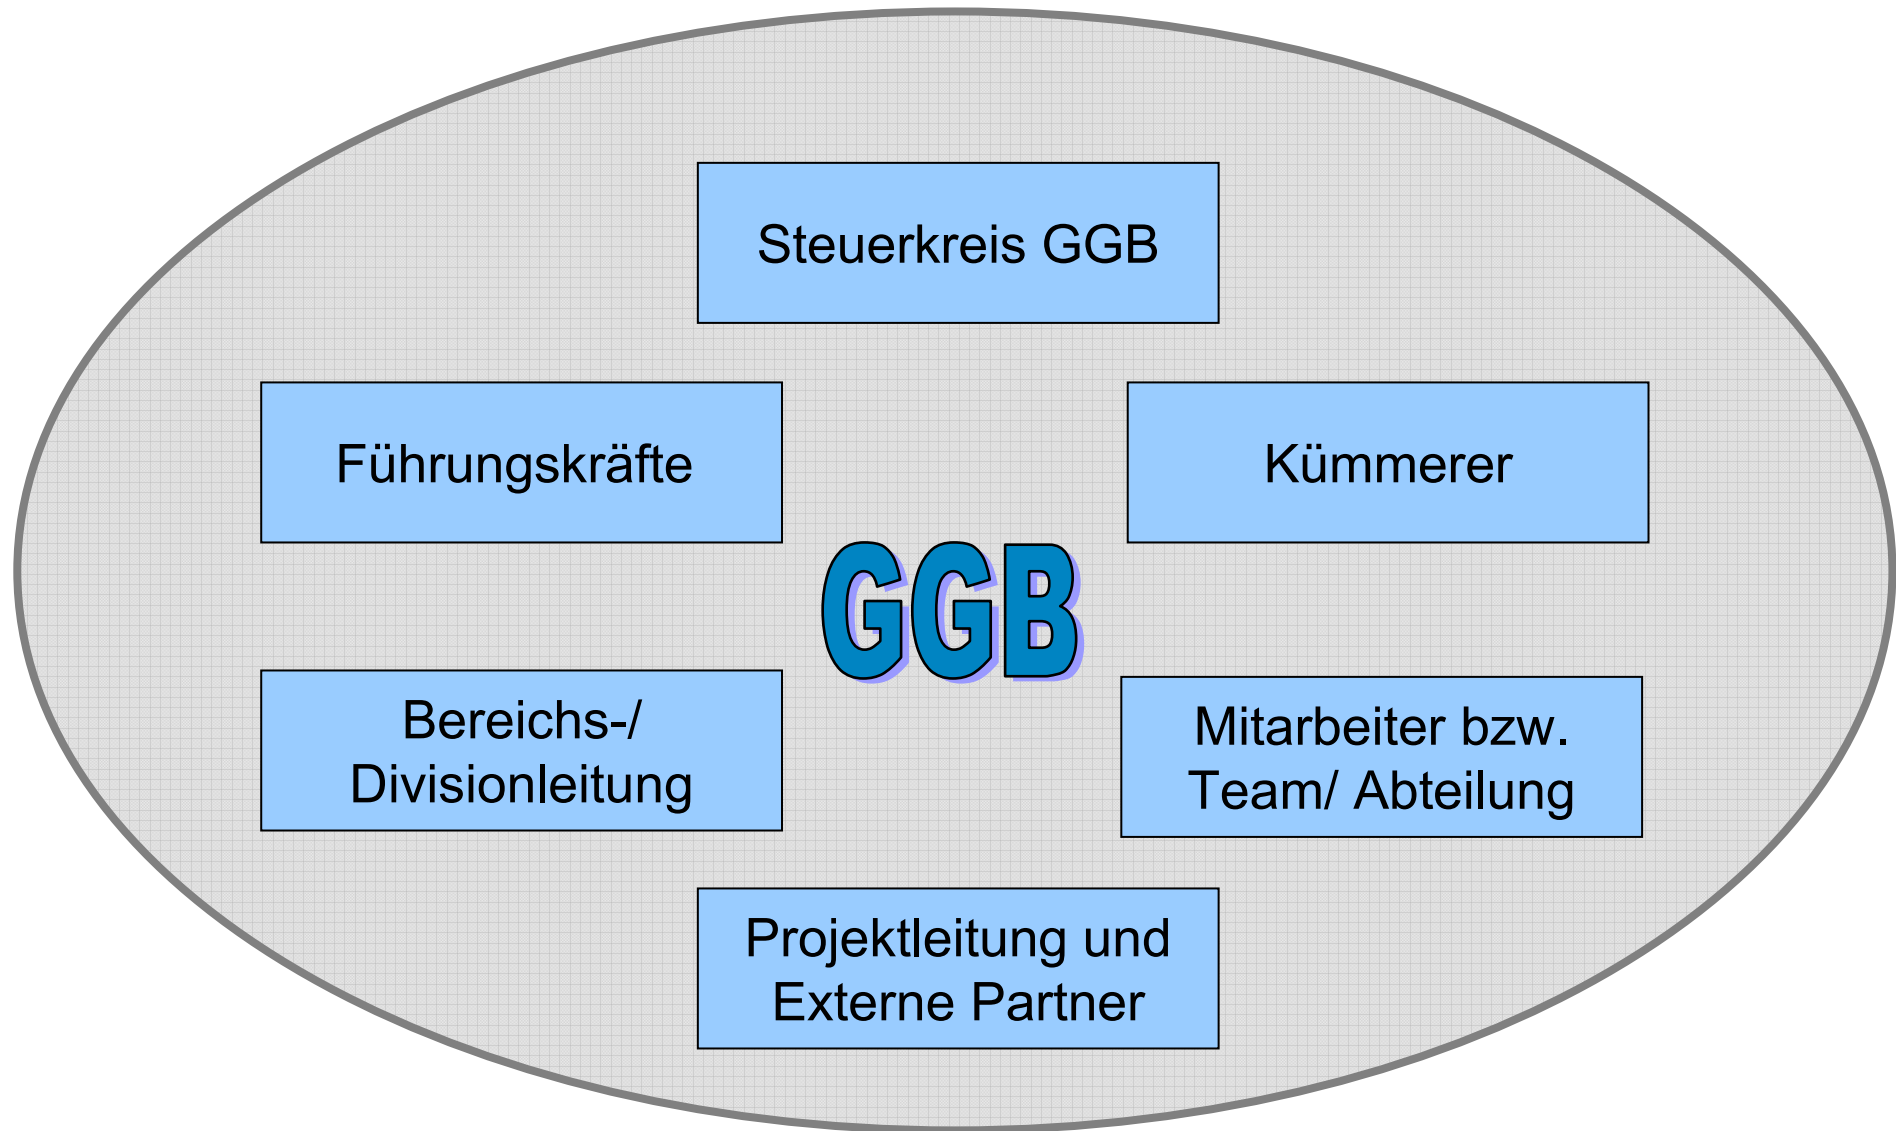 Steuerkreis GGB
Führungskräfte
Kümmerer
GGB
Bereichs-/
Divisionleitung
Mitarbeiter bzw.
Team/ Abteilung
Projektleitung und
Externe Partner